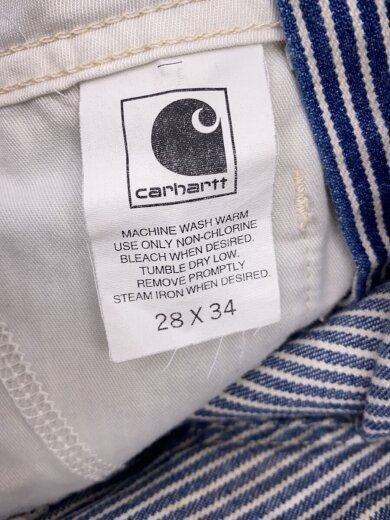 carhartt
MACHINE WASH WARM
USE ONLY NON-CHLORINE
BLEACH WHEN DESIRED.
TUMBLE DRY LOW.
REMOVE PROMPTLY
STEAM IRON WHEN DESIRED.
28 X 34